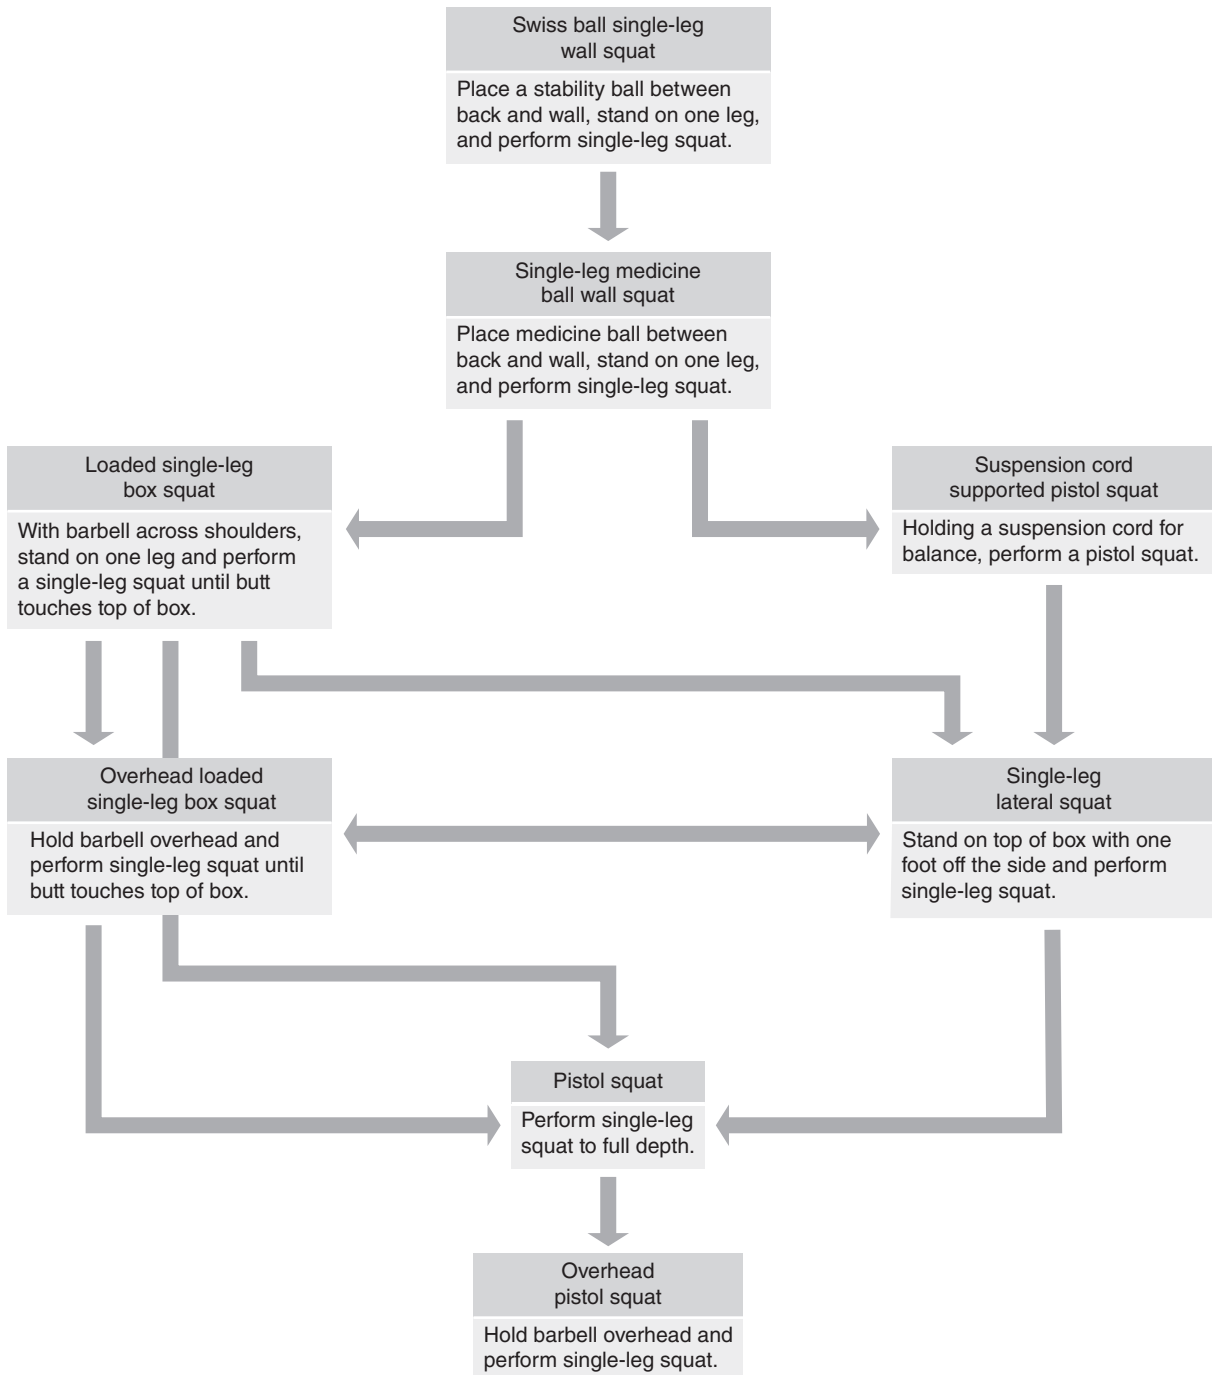 Swiss ball single-leg
wall squat
Place a stability ball between
back and wall, stand on one leg,
and perform single-leg squat.
Single-leg medicine
ball wall squat
Place medicine ball between
back and wall, stand on one leg,
and perform single-leg squat.
Loaded single-leg
box squat
With barbell across shoulders,
stand on one leg and perform
a single-leg squat until butt
touches top of box.
Suspension cord
supported pistol squat
Holding a suspension cord for
balance, perform a pistol squat.
Overhead loaded
single-leg box squat
Hold barbell overhead and
perform single-leg squat until
butt touches top of box.
Single-leg
lateral squat
Stand on top of box with one
foot off the side and perform
single-leg squat.
Pistol squat
Perform single-leg
squat to full depth.
Overhead
pistol squat
Hold barbell overhead and
perform single-leg squat.